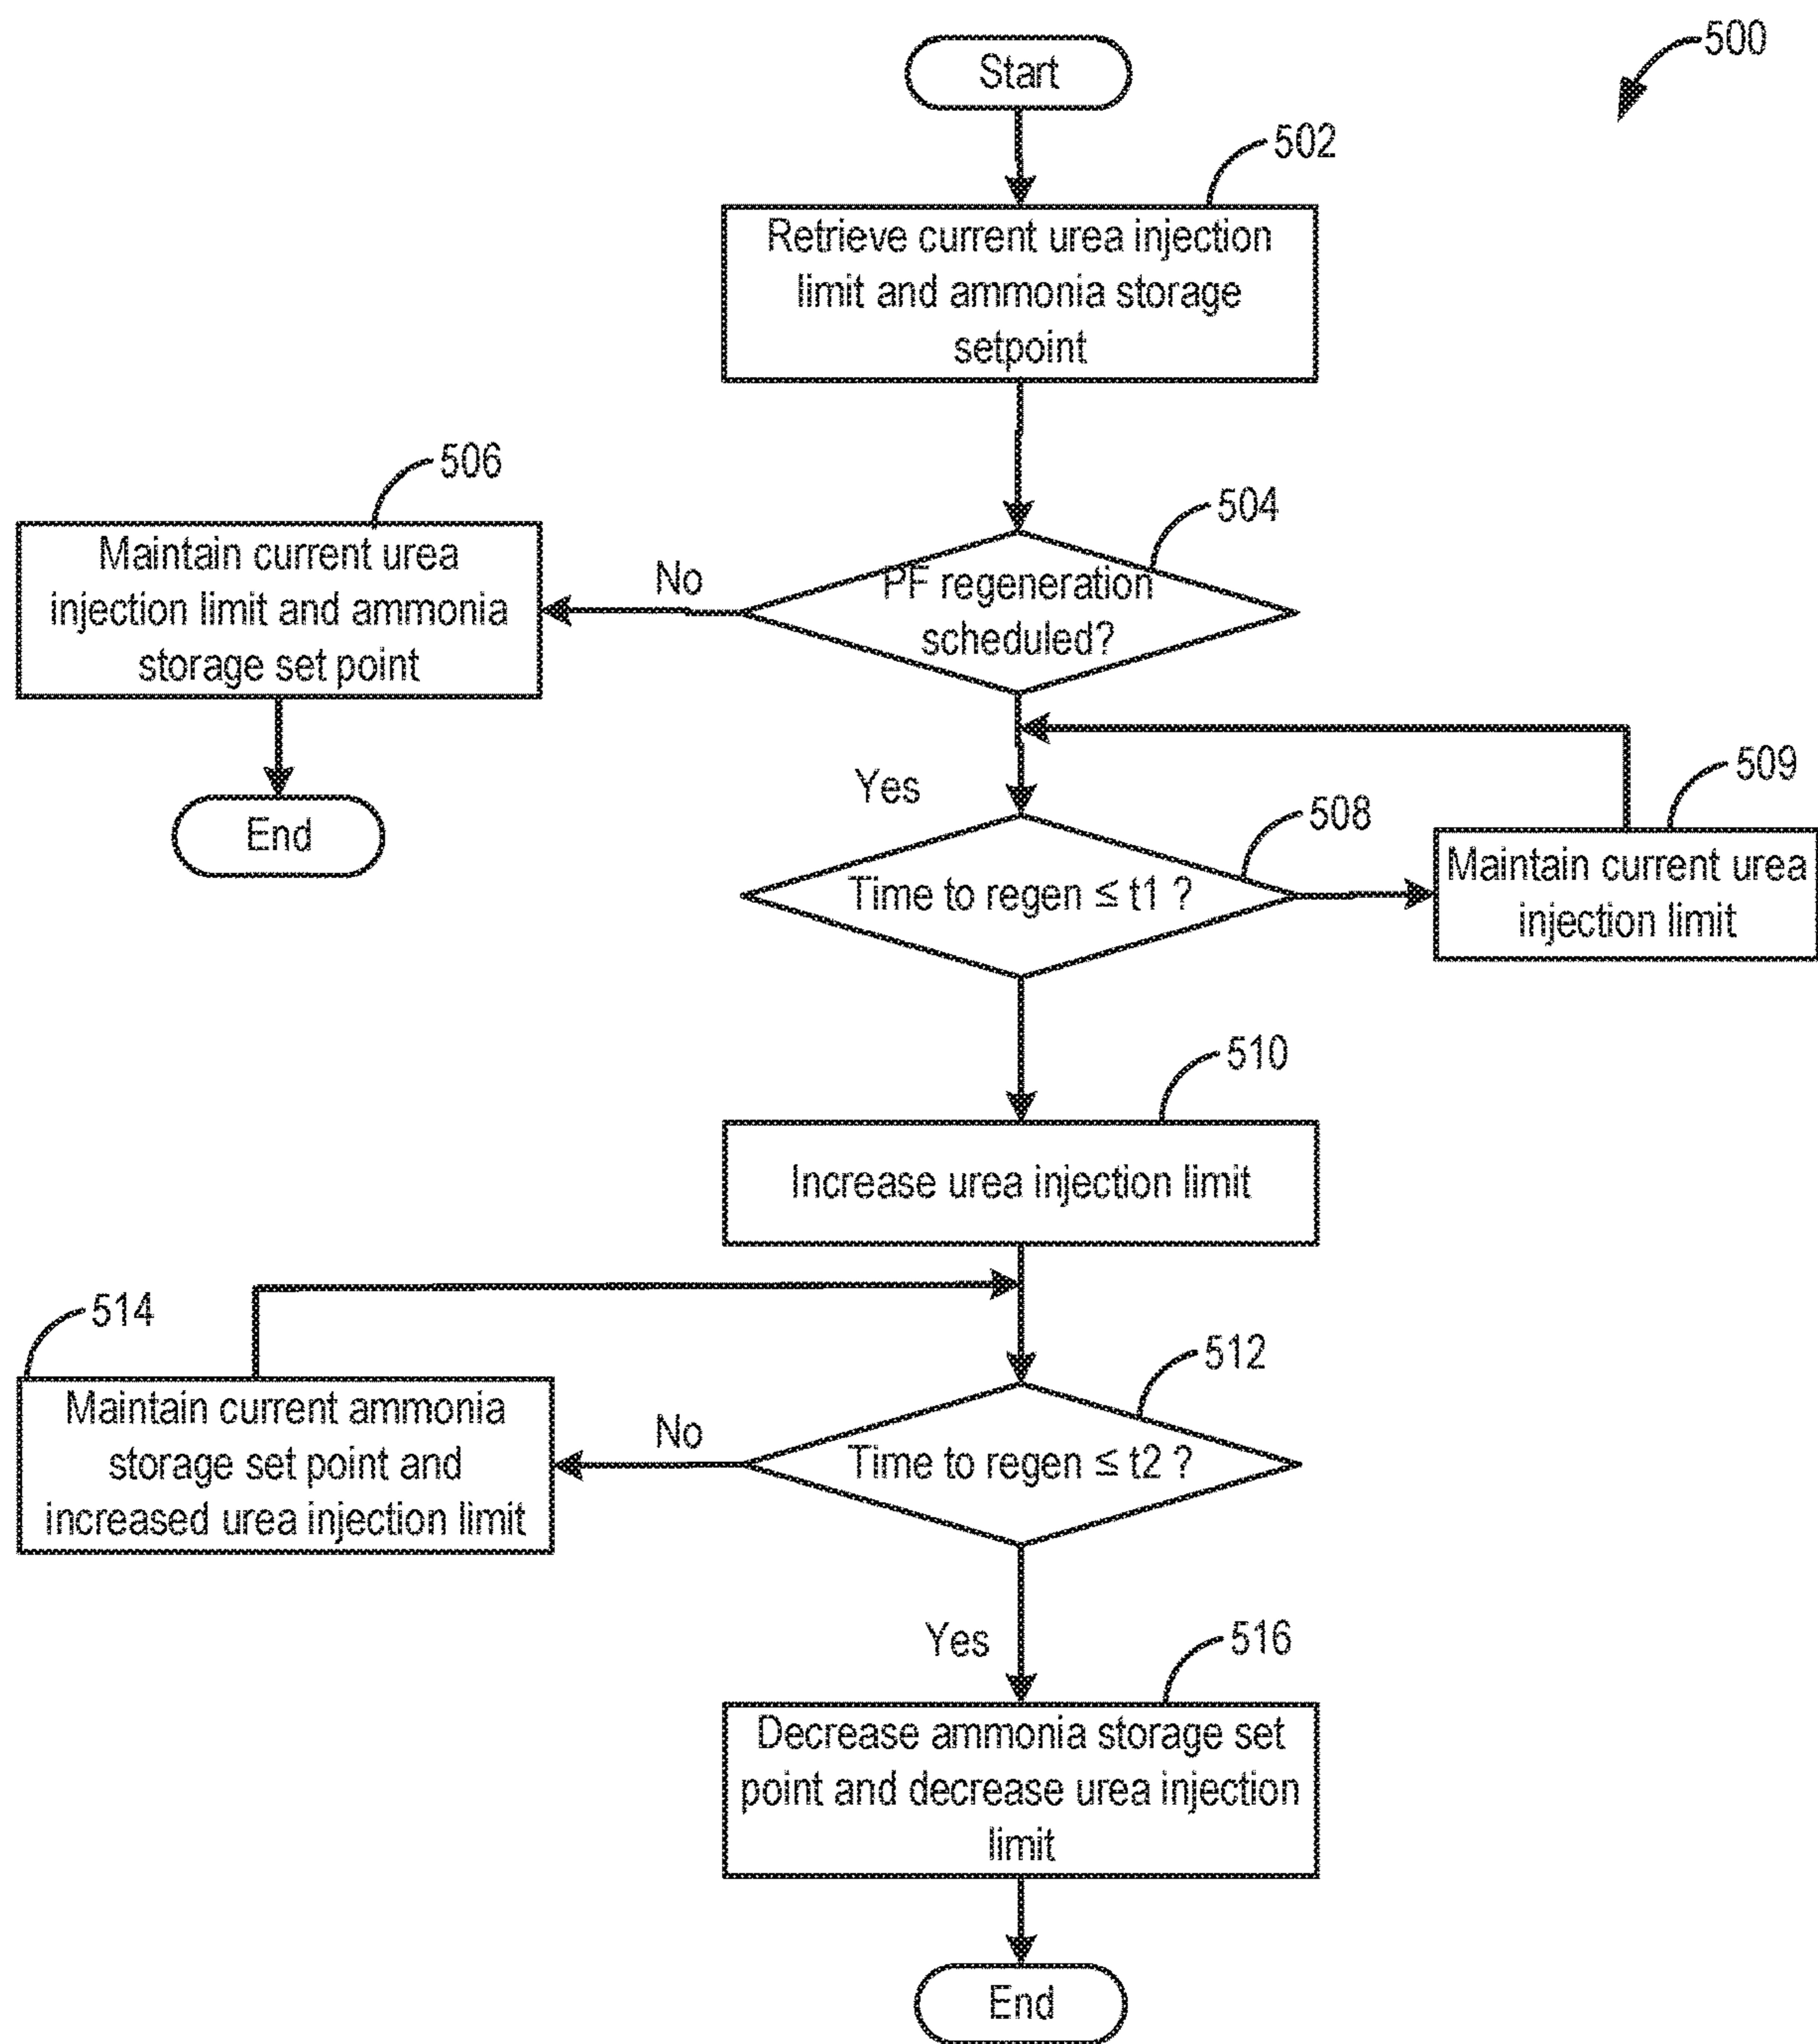 500
Start
502
Retrieve current urea injection
limit and ammonia storage
setpoint
506
504
Maintain current urea
injection limit and ammonia
storage set point
No
PF regeneration
scheduled?
End
Yes
509
508
Time to regen ≤ t1 ?
Maintain current urea
injection limit
510
Increase urea injection limit
514
512
Maintain current ammonia
storage set point and
increased urea injection limit
No
Time to regen ≤ t2 ?
Yes
516
Decrease ammonia storage set
point and decrease urea injection
limit
End